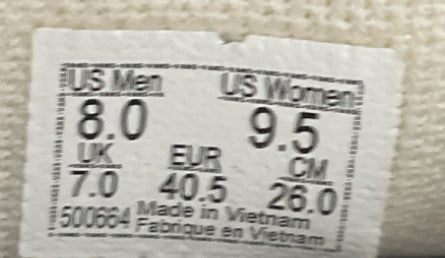 US Men US Women
8.0 9.5
UK EUR CM
7.0 40.5 26.0
500664 Made in Vietnam
Fabrique en Vietnam